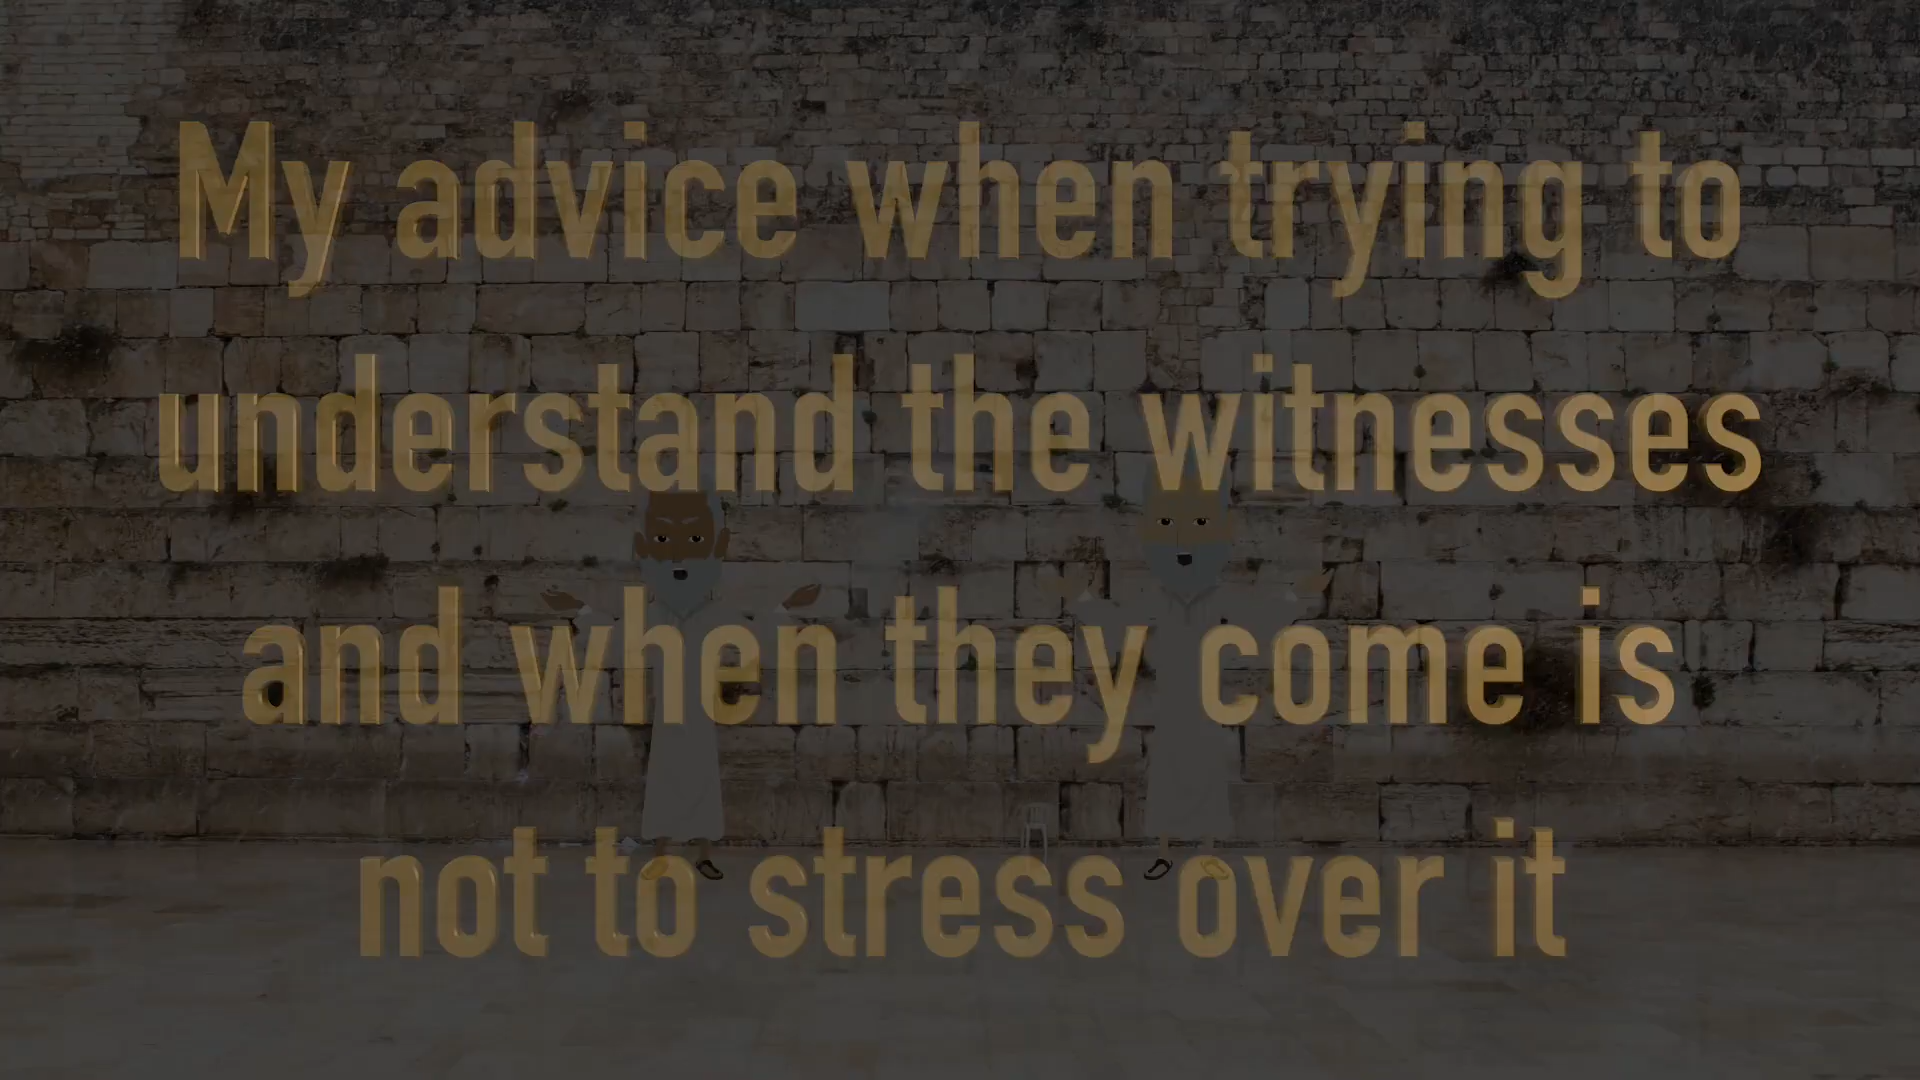 My advice when trying to
understand the witnesses
and when they come is
not to stress over it